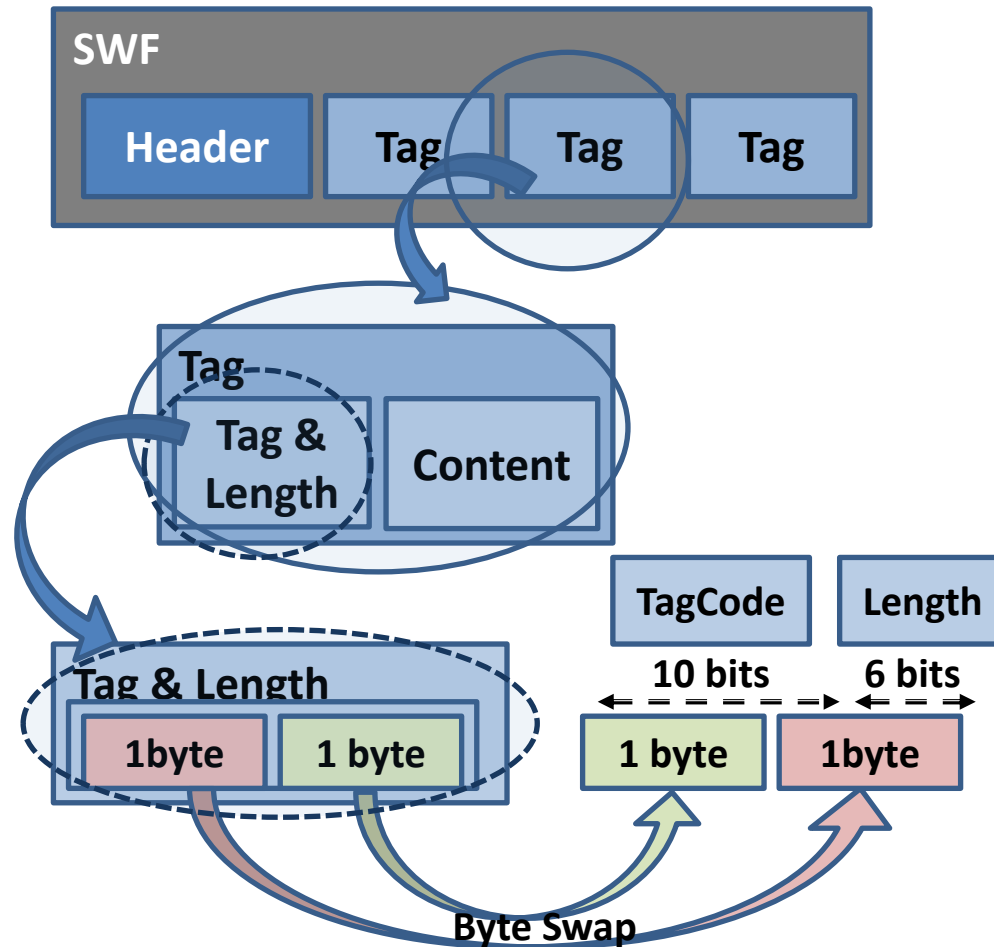 SWF
Header
Tag
Tag
Tag
Tag
Tag &
Length
Content
TagCode
Length
10 bits
6 bits
Tag & Length
1byte
1 byte
1 byte
1byte
Byte Swap